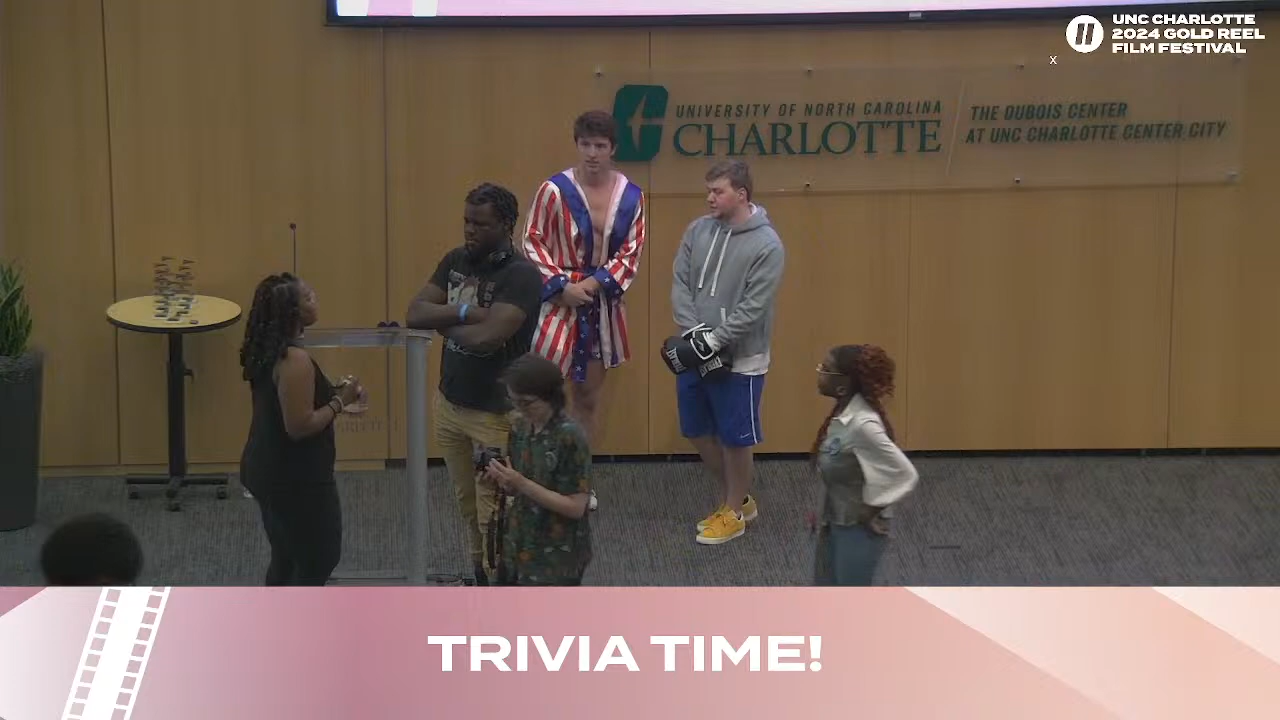 UNC CHARLOTTE
2024 GOLD REEL
FILM FESTIVAL
x
UNIVERSITY OF NORTH CAROLINA
CHARLOTTE
THE DUBOIS CENTER
AT UNC CHARLOTTE CENTER CITY
EVERLAST
TRIVIA TIME!